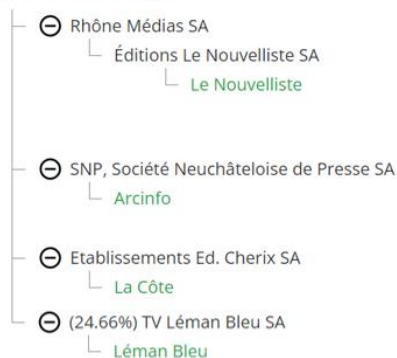 Rhône Médias SA
Éditions Le Nouvelliste SA
Le Nouvelliste
SNP, Société Neuchâteloise de Presse SA
Arcinfo
Etablissements Ed. Cherix SA
La Côte
(24.66%) TV Léman Bleu SA
Léman Bleu